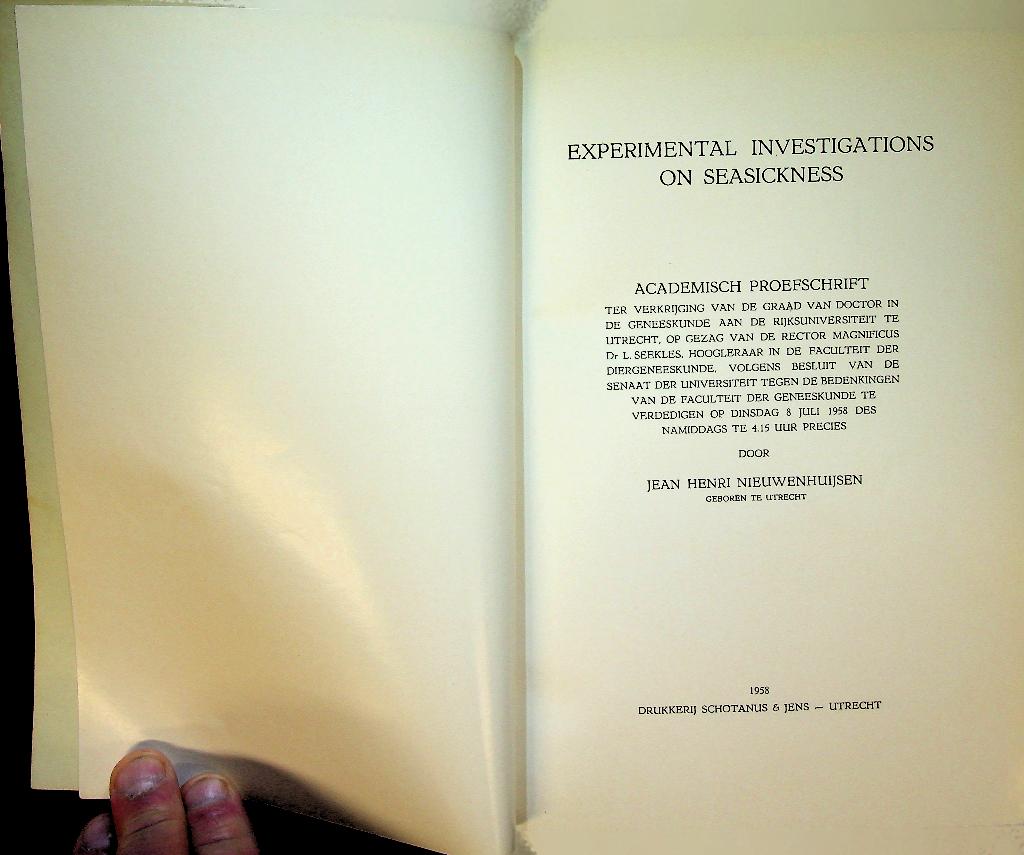 EXPERIMENTAL INVESTIGATIONS
ON SEASICKNESS
ACADEMISCH PROEFSCHRIFT
TER VERKRIJGING VAN DE GRAAD VAN DOCTOR IN
DE GENEESKUNDE AAN DE RIJKSUNIVERSITEIT TE
UTRECHT, OP GEZAG VAN DE RECTOR MAGNIFICUS
Dr L. SEEKLES, HOOGLERAAR IN DE FACULTEIT DER
DIERGENEESKUNDE, VOLGENS BESLUIT VAN DE
SENAAT DER UNIVERSITEIT TEGEN DE BEDENKINGEN
VAN DE FACULTEIT DER GENEESKUNDE TE
VERDEDIGEN OP DINSDAG 8 JULI 1958 DES
NAMIDDAGS TE 4.15 UUR PRECIES
DOOR
JEAN HENRI NIEUWENHUIJSEN
GEBOREN TE UTRECHT
1958
DRUKKERIJ SCHOTANUS & JENS — UTRECHT